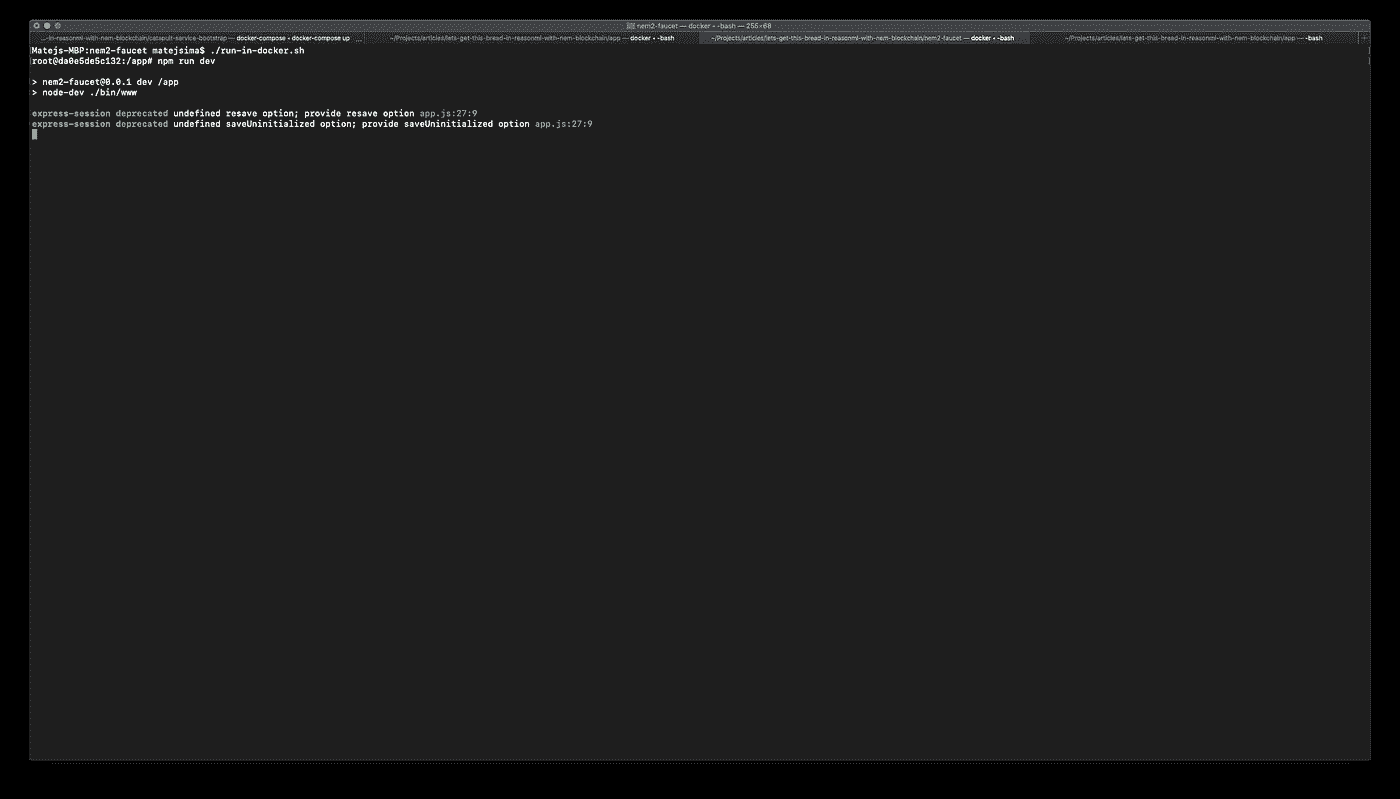 nem2-faucet — docker • -bash — 255×68
…-in-reasonml-with-nem-blockchain/catapult-service-bootstrap — docker-compose • docker-compose up ... ~/Projects/articles/lets-get-this-bread-in-reasonml-with-nem-blockchain/app — docker • -bash ~/Projects/articles/lets-get-this-bread-in-reasonml-with-nem-blockchain/nem2-faucet — docker • -bash ~/Projects/articles/lets-get-this-bread-in-reasonml-with-nem-blockchain/app — -bash
Matejs-MBP:nem2-faucet matejsima$ ./run-in-docker.sh
root@da0e5de5c132:/app# npm run dev
> nem2-faucet@0.0.1 dev /app
> node-dev ./bin/www
express-session deprecated undefined resave option; provide resave option app.js:27:9
express-session deprecated undefined saveUninitialized option; provide saveUninitialized option app.js:27:9